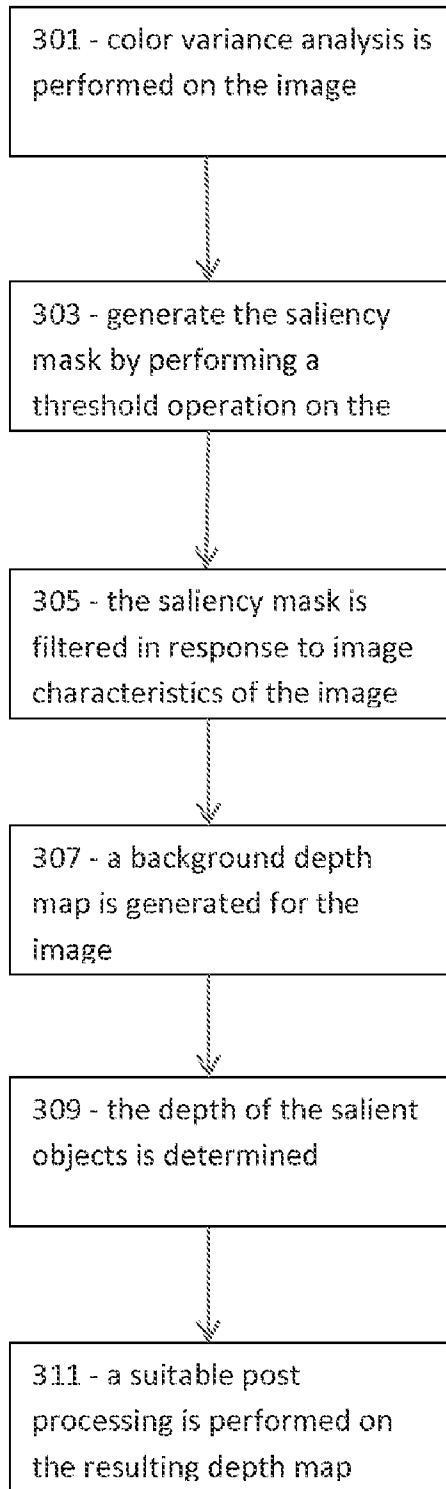 301 - color variance analysis is
performed on the image
303 - generate the saliency
mask by performing a
threshold operation on the
305 - the saliency mask is
filtered in response to image
characteristics of the image
307 - a background depth
map is generated for the
image
309 - the depth of the salient
objects is determined
311 - a suitable post
processing is performed on
the resulting depth map